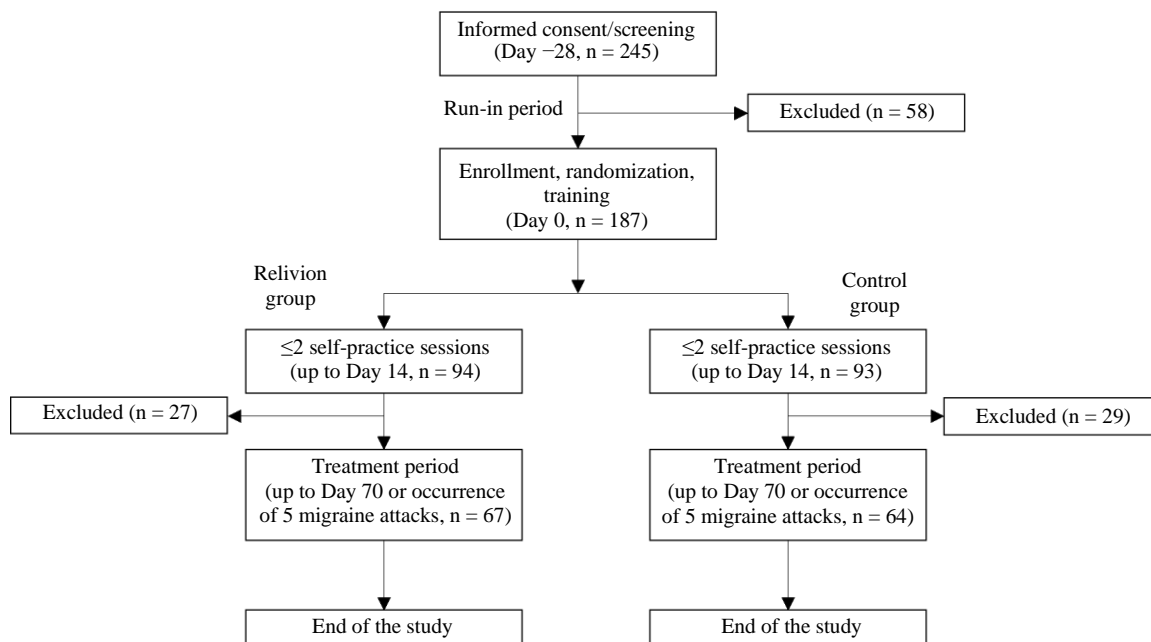 Informed consent/screening
(Day −28, n = 245)
Run-in period
Excluded (n = 58)
Enrollment, randomization,
training
(Day 0, n = 187)
Relivion
group
Control
group
≤2 self-practice sessions
(up to Day 14, n = 94)
≤2 self-practice sessions
(up to Day 14, n = 93)
Excluded (n = 27)
Excluded (n = 29)
Treatment period
(up to Day 70 or occurrence
of 5 migraine attacks, n = 67)
Treatment period
(up to Day 70 or occurrence
of 5 migraine attacks, n = 64)
End of the study
End of the study